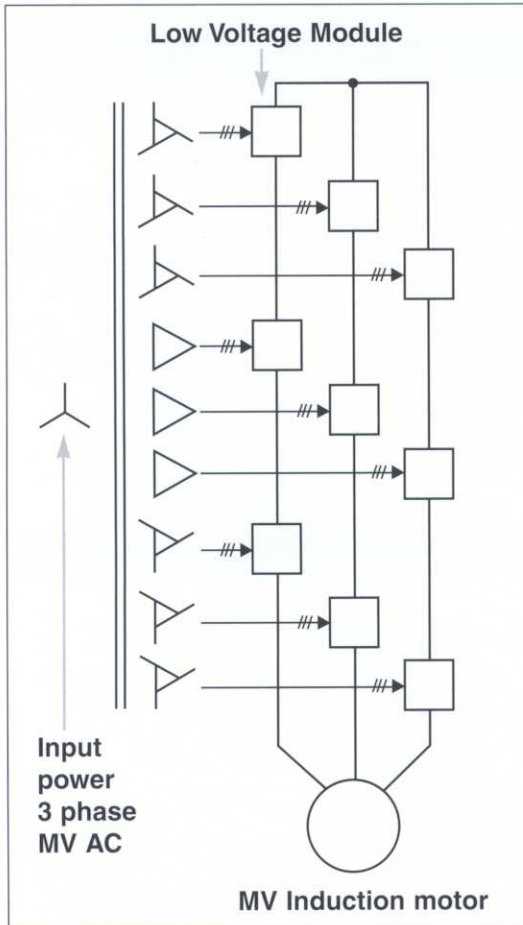 Low Voltage Module
Input
power
3 phase
MV AC
MV Induction motor